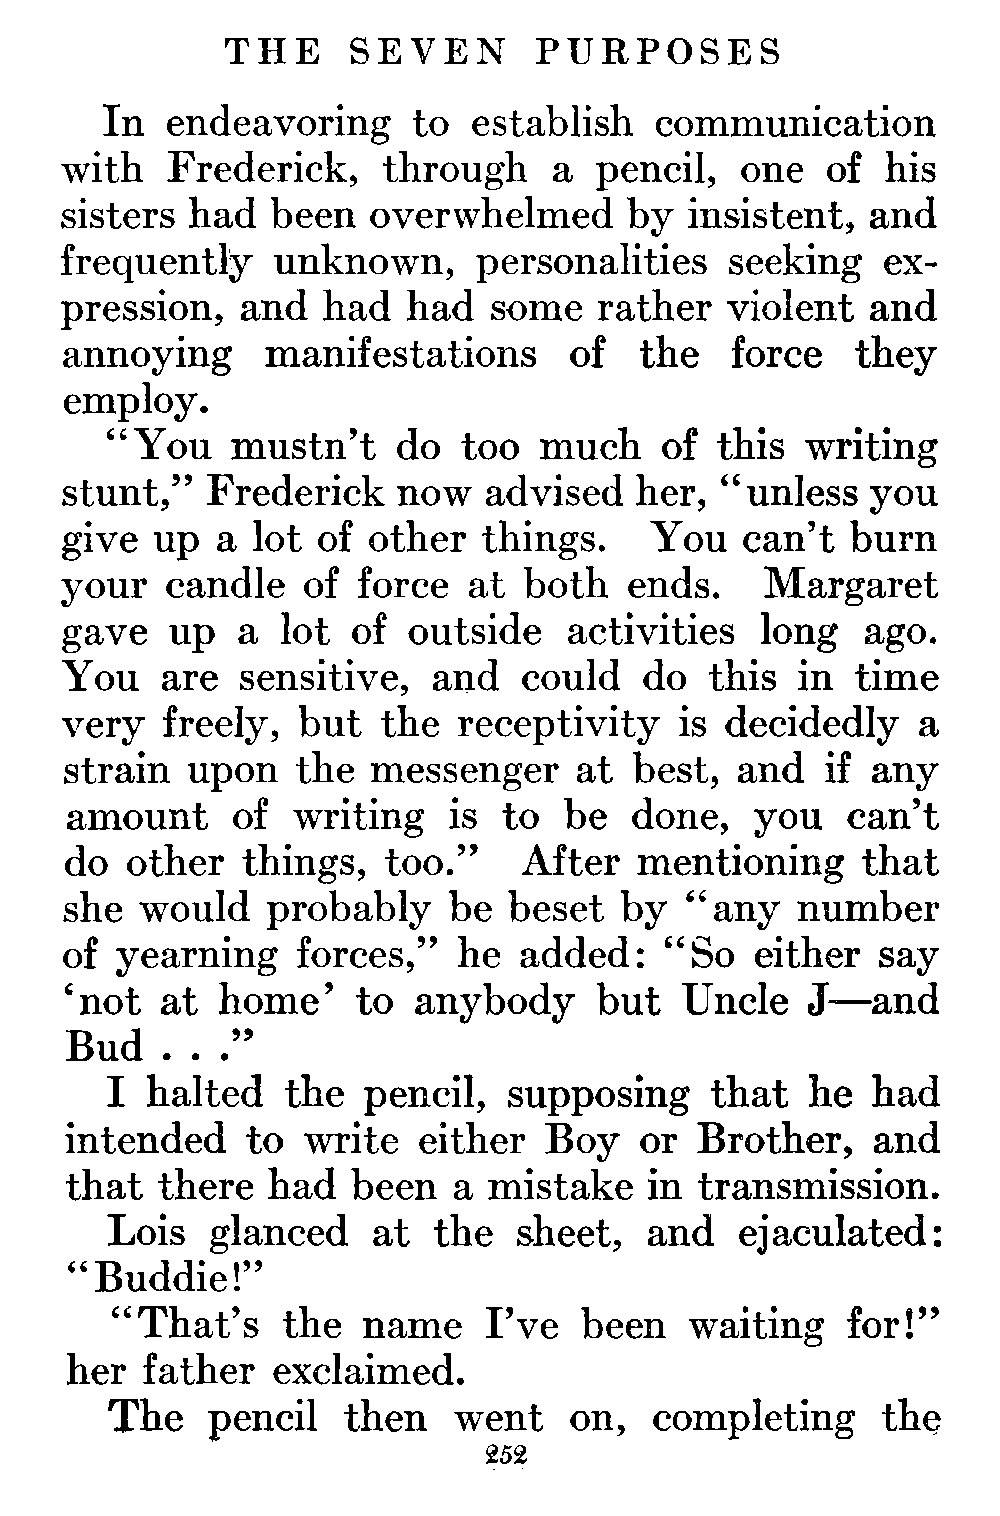 THE SEVEN PURPOSES
In endeavoring to establish communication
with Frederick, through a pencil, one of his
sisters had been overwhelmed by insistent, and
frequently unknown, personalities seeking ex-
pression, and had had some rather violent and
annoying manifestations of the force they
employ.
“You mustn’t do too much of this writing
stunt,” Frederick now advised her, “unless you
give up a lot of other things. You can’t burn
your candle of force at both ends. Margaret
gave up a lot of outside activities long ago.
You are sensitive, and could do this in time
very freely, but the receptivity is decidedly a
strain upon the messenger at best, and if any
amount of writing is to be done, you can’t
do other things, too.” After mentioning that
she would probably be beset by “any number
of yearning forces,” he added: “So either say
‘not at home’ to anybody but Uncle J—and
Bud . . .”
I halted the pencil, supposing that he had
intended to write either Boy or Brother, and
that there had been a mistake in transmission.
Lois glanced at the sheet, and ejaculated:
“Buddie!”
“That’s the name I’ve been waiting for!”
her father exclaimed.
The pencil then went on, completing the
252